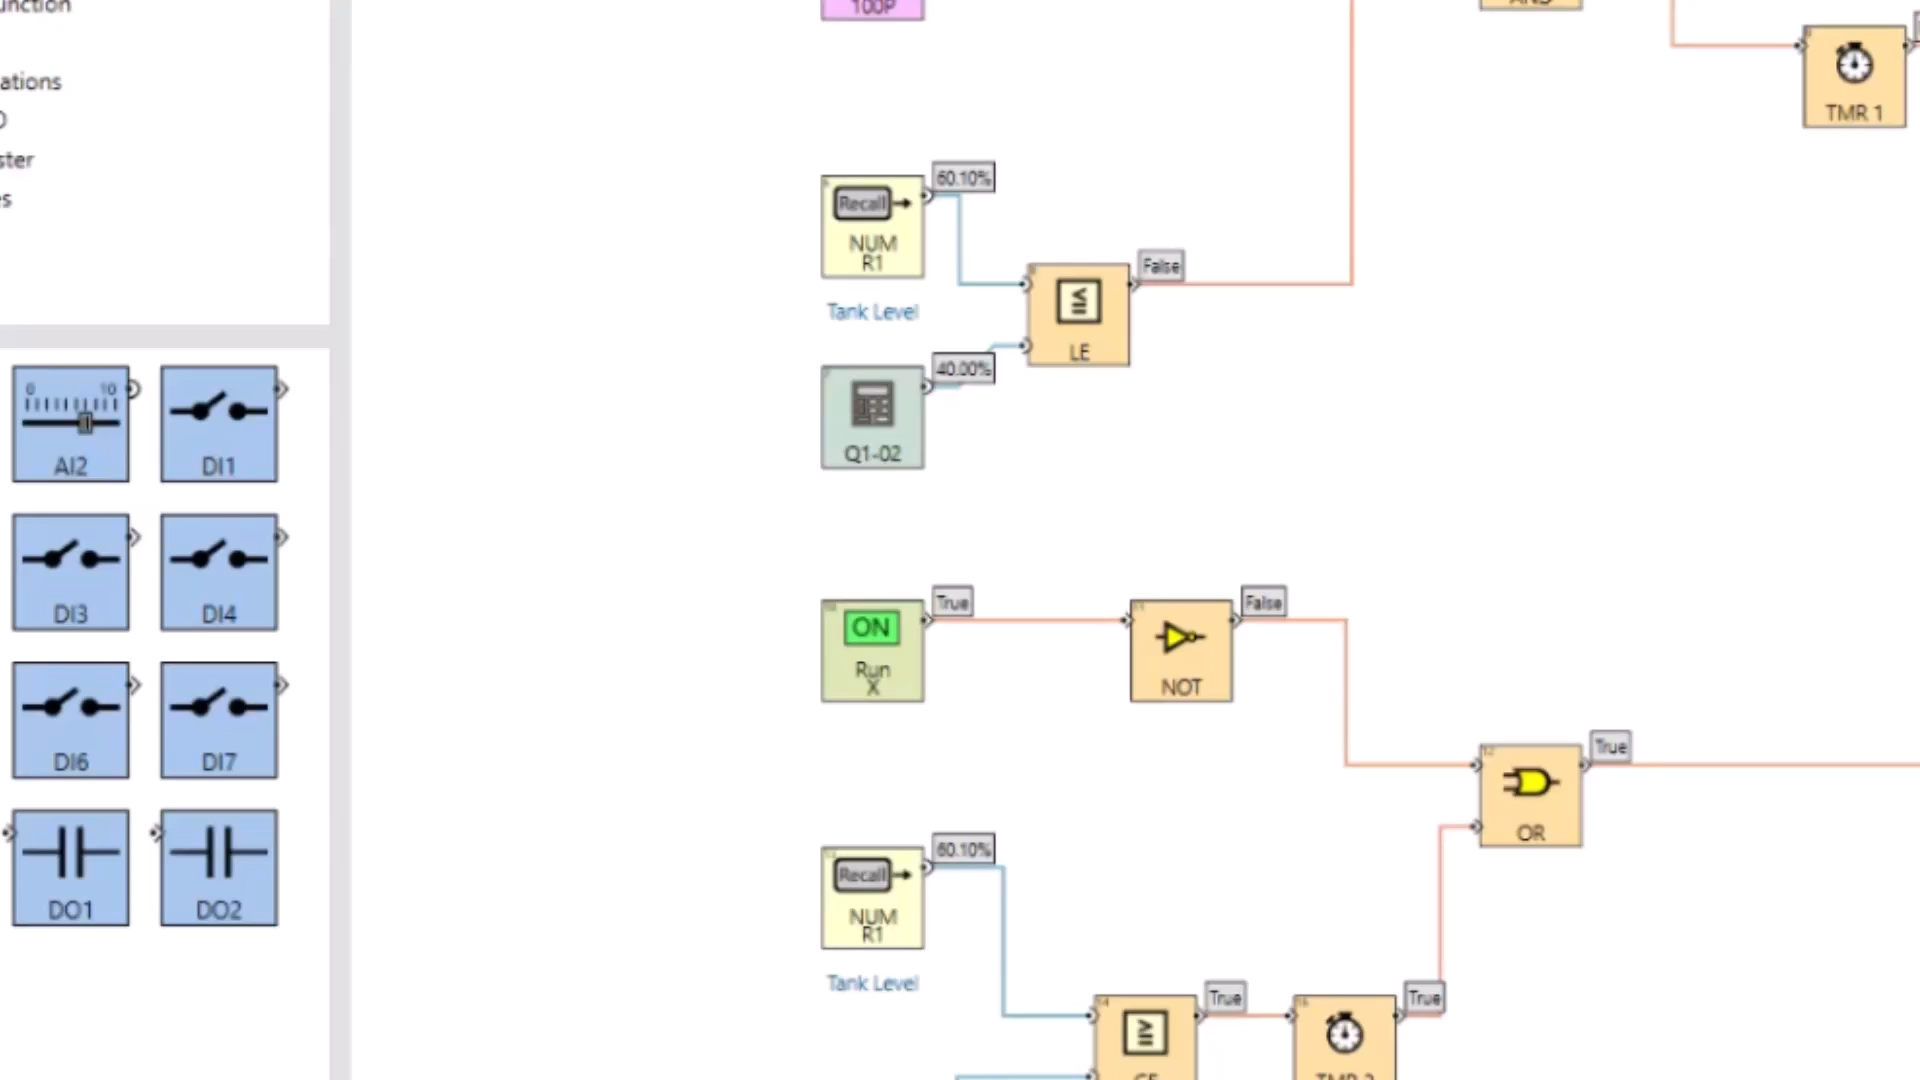 unction
ations
ster
s
0 10
AI2
DI1
DI3
DI4
DI6
DI7
DO1
DO2
100P
TMR 1
Recall
NUM
R1
60.10%
Tank Level
Q1-02
40.00%
LE
False
ON
Run
X
True
NOT
False
OR
True
Recall
NUM
R1
60.10%
Tank Level
True
True